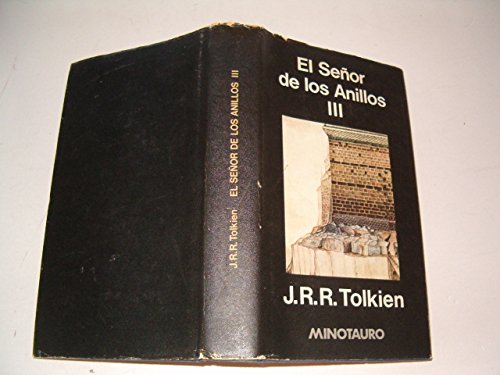 El Señor
de los Anillos
III
J.R.R.Tolkien
MINOTAURO
J.R.R.Tolkien EL SEÑOR DE LOS ANILLOS III